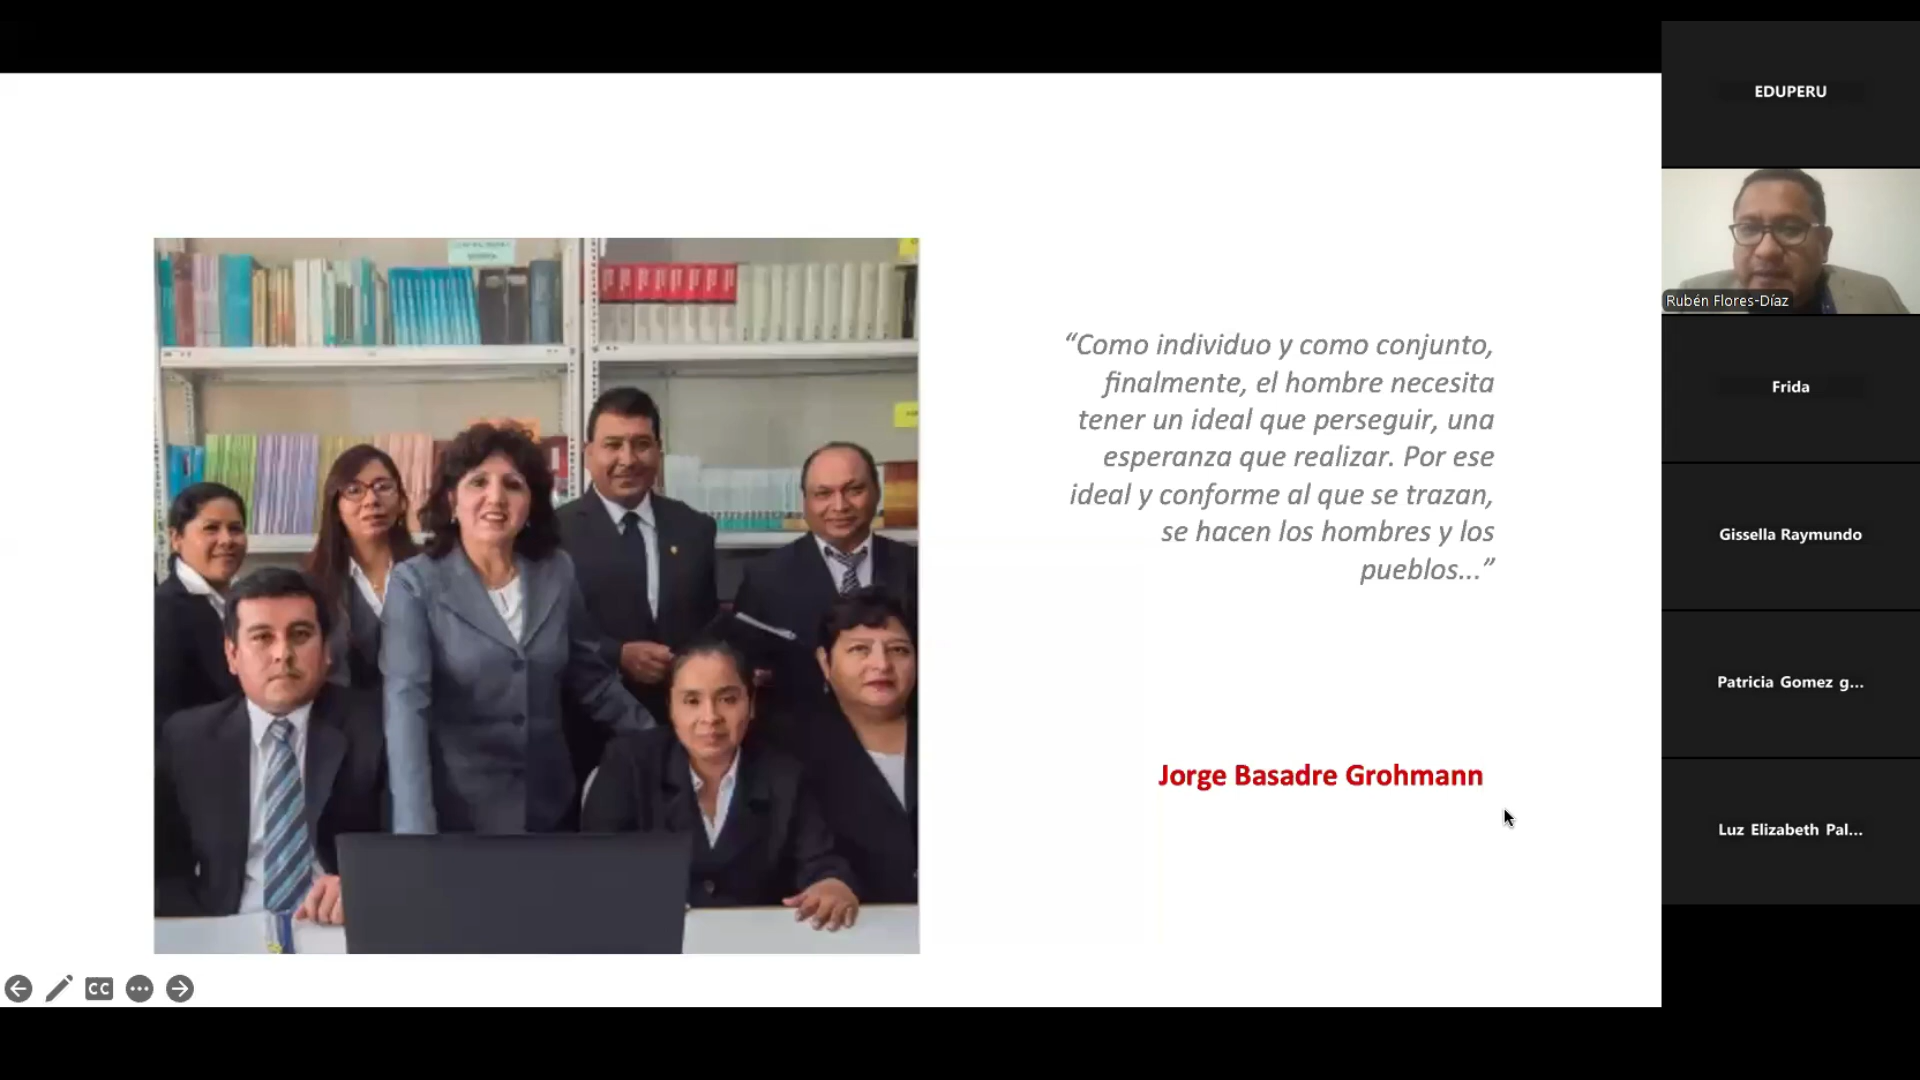 “Como individuo y como conjunto,
finalmente, el hombre necesita
tener un ideal que perseguir, una
esperanza que realizar. Por ese
ideal y conforme al que se trazan,
se hacen los hombres y los
pueblos...”
Jorge Basadre Grohmann
CC
EDUPERU
Rubén Flores-Díaz
Frida
Gissella Raymundo
Patricia Gomez g...
Luz Elizabeth Pal...